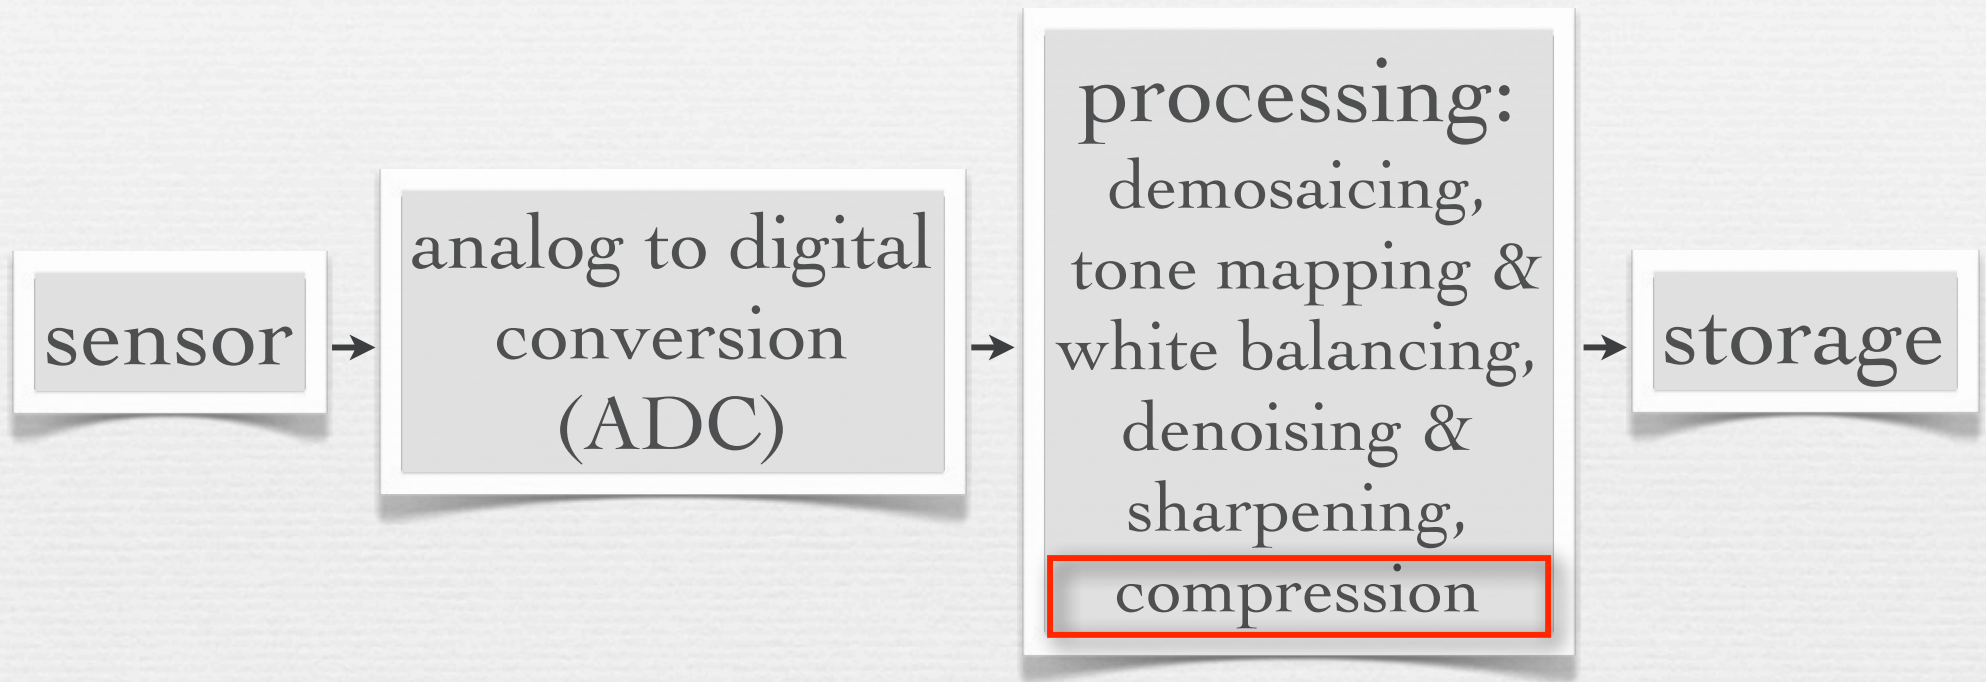 sensor
analog to digital
conversion
(ADC)
processing:
demosaicing,
tone mapping &
white balancing,
denoising &
sharpening,
compression
storage